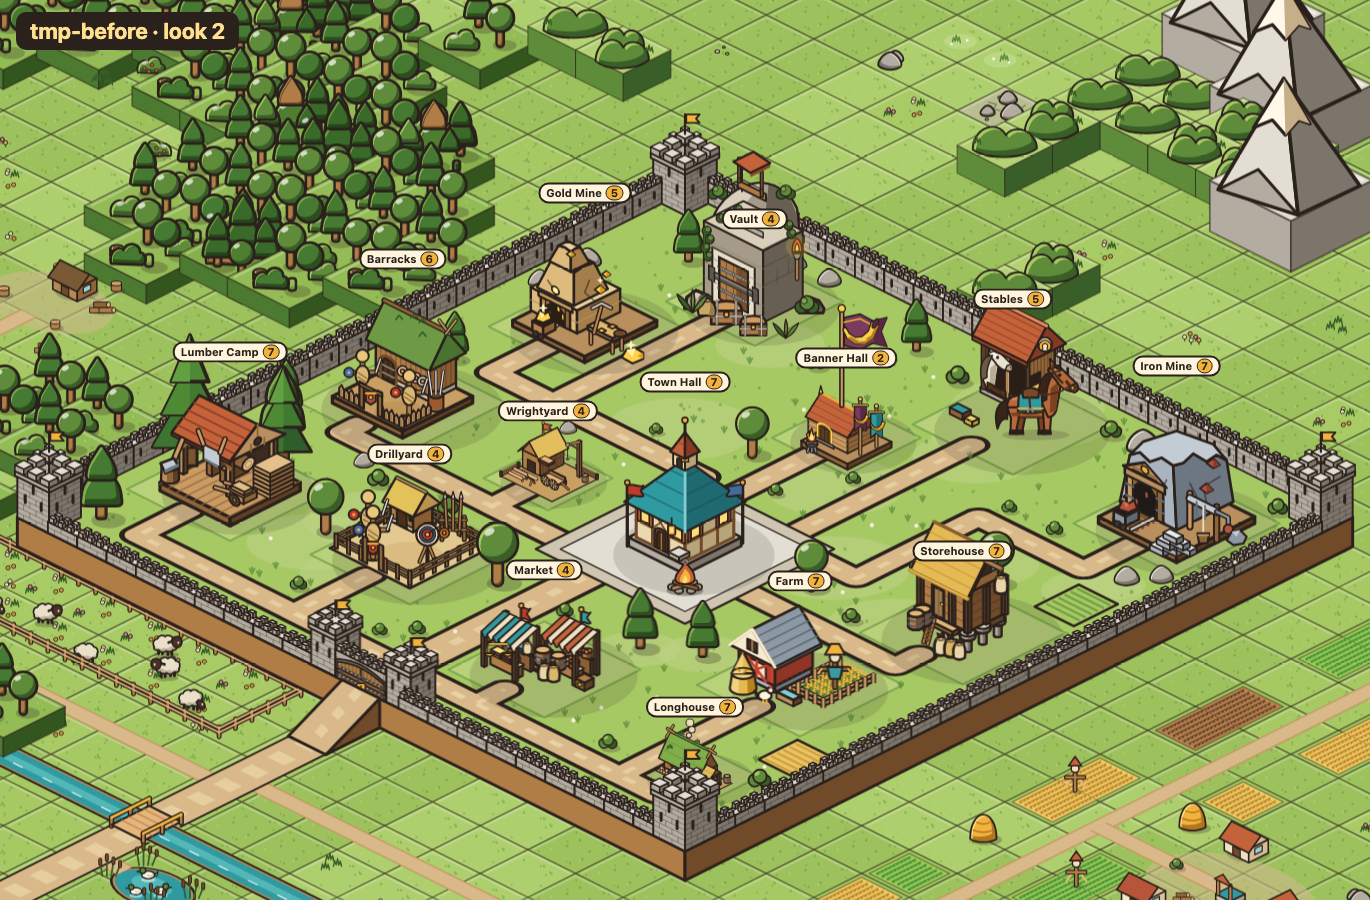 tmp-before · look 2
Gold Mine 5
Vault 4
Barracks 6
Stables 5
Lumber Camp 7
Banner Hall 2
Iron Mine 7
Town Hall 7
Wrightyard 4
Drillyard 4
Storehouse 7
Market 4
Farm 7
Longhouse 7